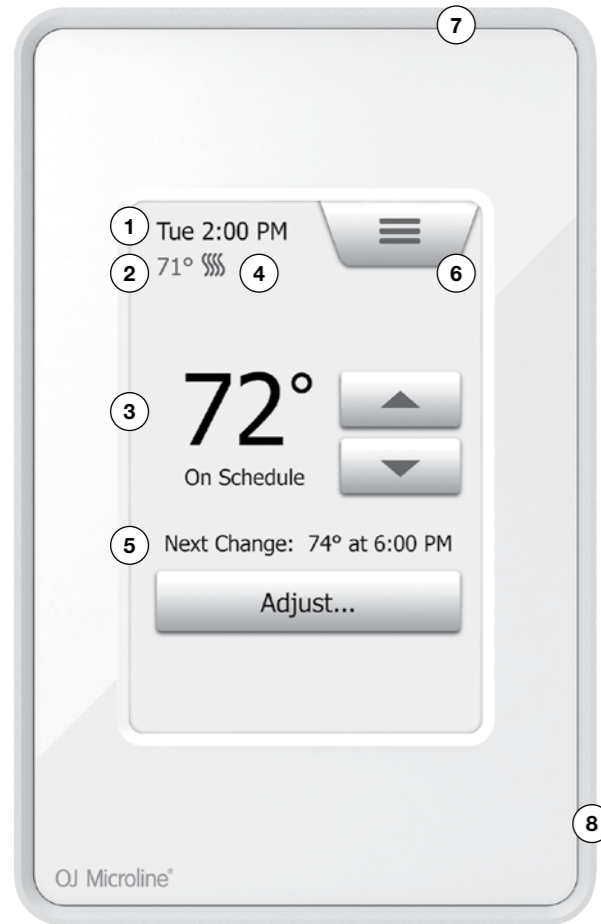 7
1 Tue 2:00 PM
2 71° 4 6
3 72°
On Schedule
5 Next Change: 74° at 6:00 PM
Adjust...
8
OJ Microline®